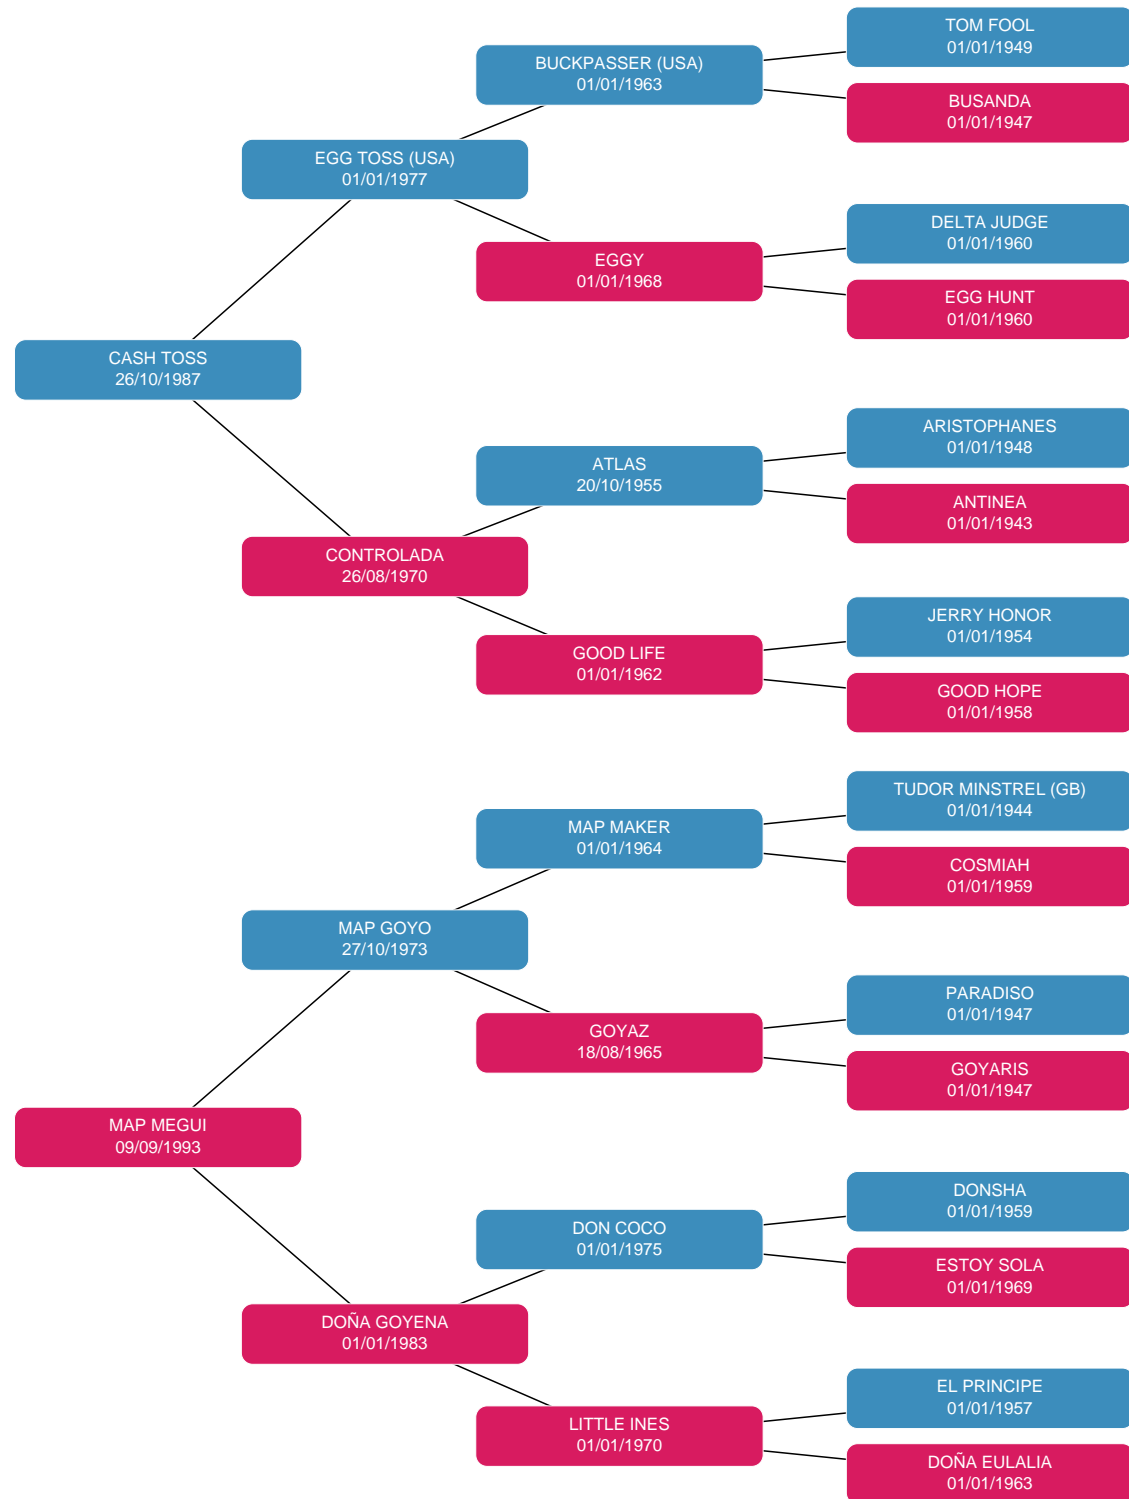 TOM FOOL
01/01/1949
BUCKPASSER (USA)
01/01/1963
BUSANDA
01/01/1947
EGG TOSS (USA)
01/01/1977
DELTA JUDGE
01/01/1960
EGGY
01/01/1968
EGG HUNT
01/01/1960
CASH TOSS
26/10/1987
ARISTOPHANES
01/01/1948
ATLAS
20/10/1955
ANTINEA
01/01/1943
CONTROLADA
26/08/1970
JERRY HONOR
01/01/1954
GOOD LIFE
01/01/1962
GOOD HOPE
01/01/1958
TUDOR MINSTREL (GB)
01/01/1944
MAP MAKER
01/01/1964
COSMIAH
01/01/1959
MAP GOYO
27/10/1973
PARADISO
01/01/1947
GOYAZ
18/08/1965
GOYARIS
01/01/1947
MAP MEGUI
09/09/1993
DONSHA
01/01/1959
DON COCO
01/01/1975
ESTOY SOLA
01/01/1969
DOÑA GOYENA
01/01/1983
EL PRINCIPE
01/01/1957
LITTLE INES
01/01/1970
DOÑA EULALIA
01/01/1963